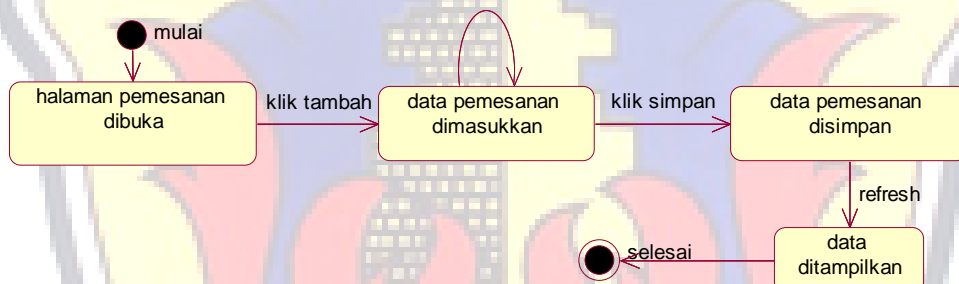 mulai
halaman pemesanan
dibuka
klik tambah
data pemesanan
dimasukkan
klik simpan
data pemesanan
disimpan
refresh
data
ditampilkan
selesai